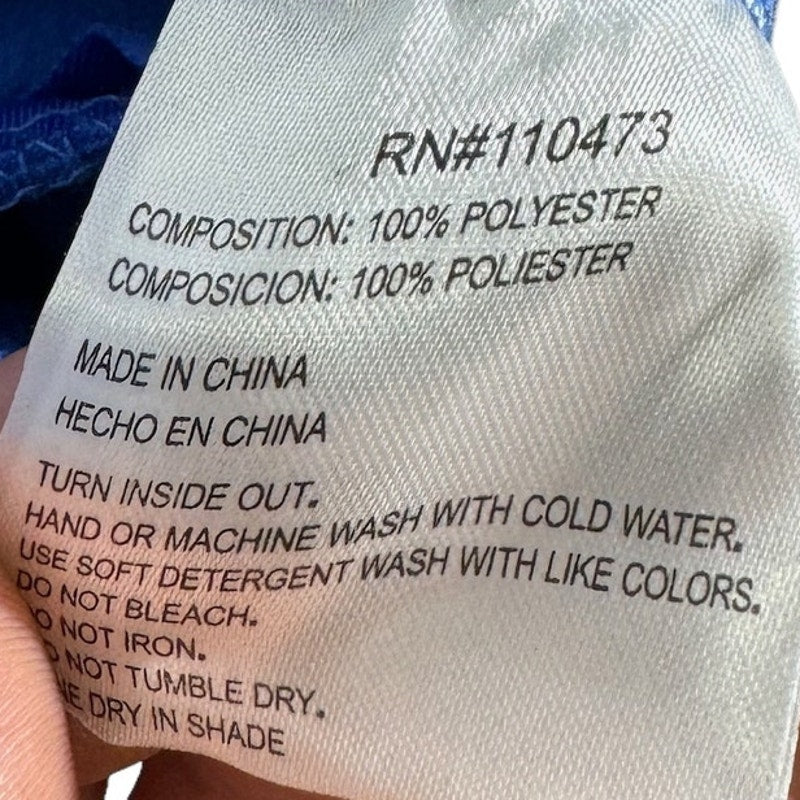 RN#110473
COMPOSITION: 100% POLYESTER
COMPOSICION: 100% POLIESTER
MADE IN CHINA
HECHO EN CHINA
TURN INSIDE OUT.
HAND OR MACHINE WASH WITH COLD WATER.
USE SOFT DETERGENT WASH WITH LIKE COLORS.
DO NOT BLEACH.
DO NOT IRON.
NOT TUMBLE DRY.
DRY IN SHADE